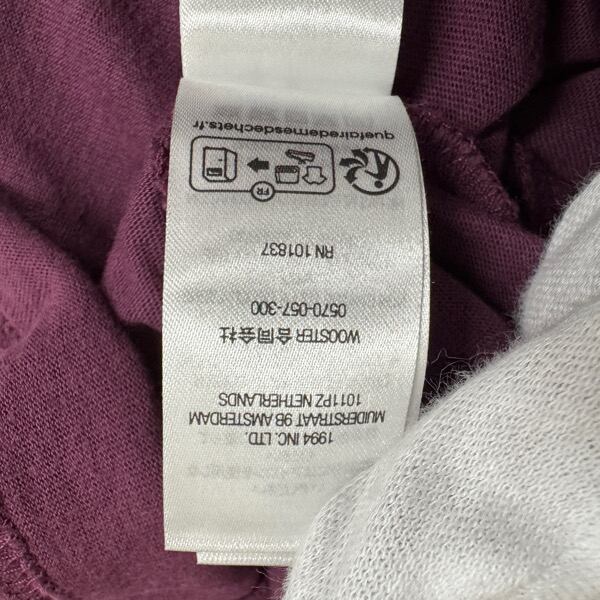 1994 INC. LTD.
MUIDERSTRAAT 9B AMSTERDAM
1011PZ NETHERLANDS
WOOSTER 合同会社
0570-057-300
RN 101837
FR
quefairedemesdechets.fr